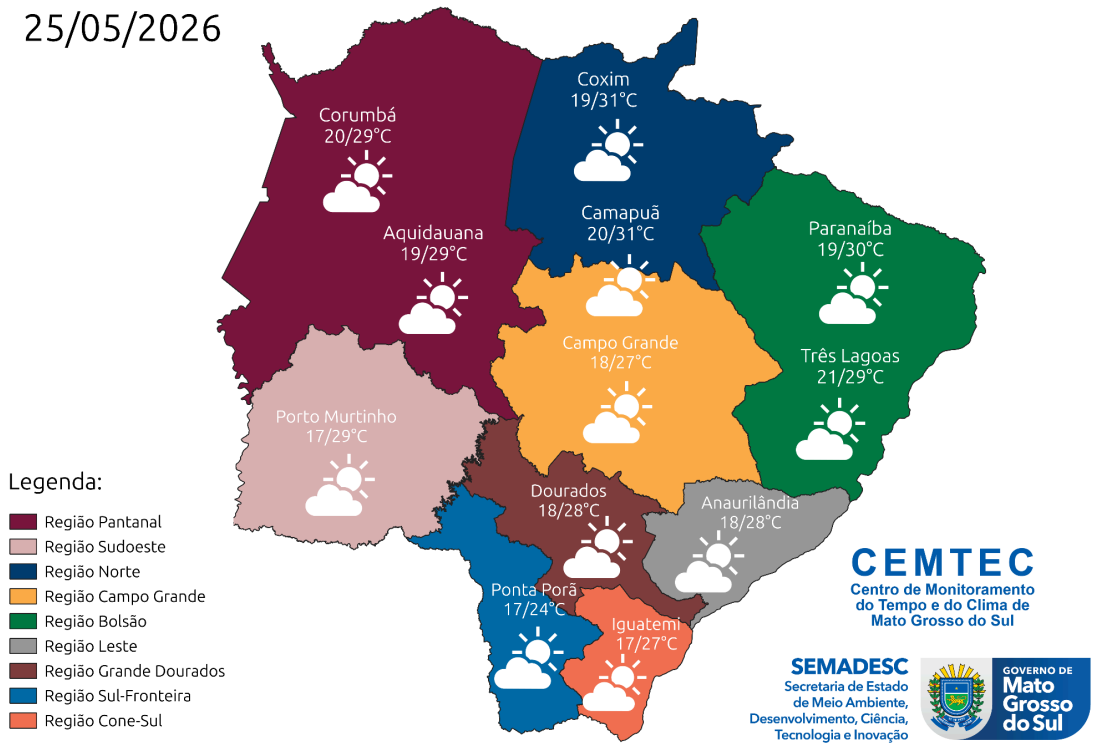 25/05/2026
Coxim
19/31°C
Corumbá
20/29°C
Camapuã
20/31°C
Aquidauana
19/29°C
Paranaíba
19/30°C
Campo Grande
18/27°C
Três Lagoas
21/29°C
Porto Murtinho
17/29°C
Dourados
18/28°C
Anaurilândia
18/28°C
Ponta Porã
17/24°C
Iguatemi
17/27°C
Legenda:
Região Pantanal
Região Sudoeste
Região Norte
Região Campo Grande
Região Bolsão
Região Leste
Região Grande Dourados
Região Sul-Fronteira
Região Cone-Sul
CEMTEC
Centro de Monitoramento
do Tempo e do Clima de
Mato Grosso do Sul
SEMADESC
Secretaria de Estado
de Meio Ambiente,
Desenvolvimento, Ciência,
Tecnologia e Inovação
GOVERNO DE
Mato
Grosso
do Sul